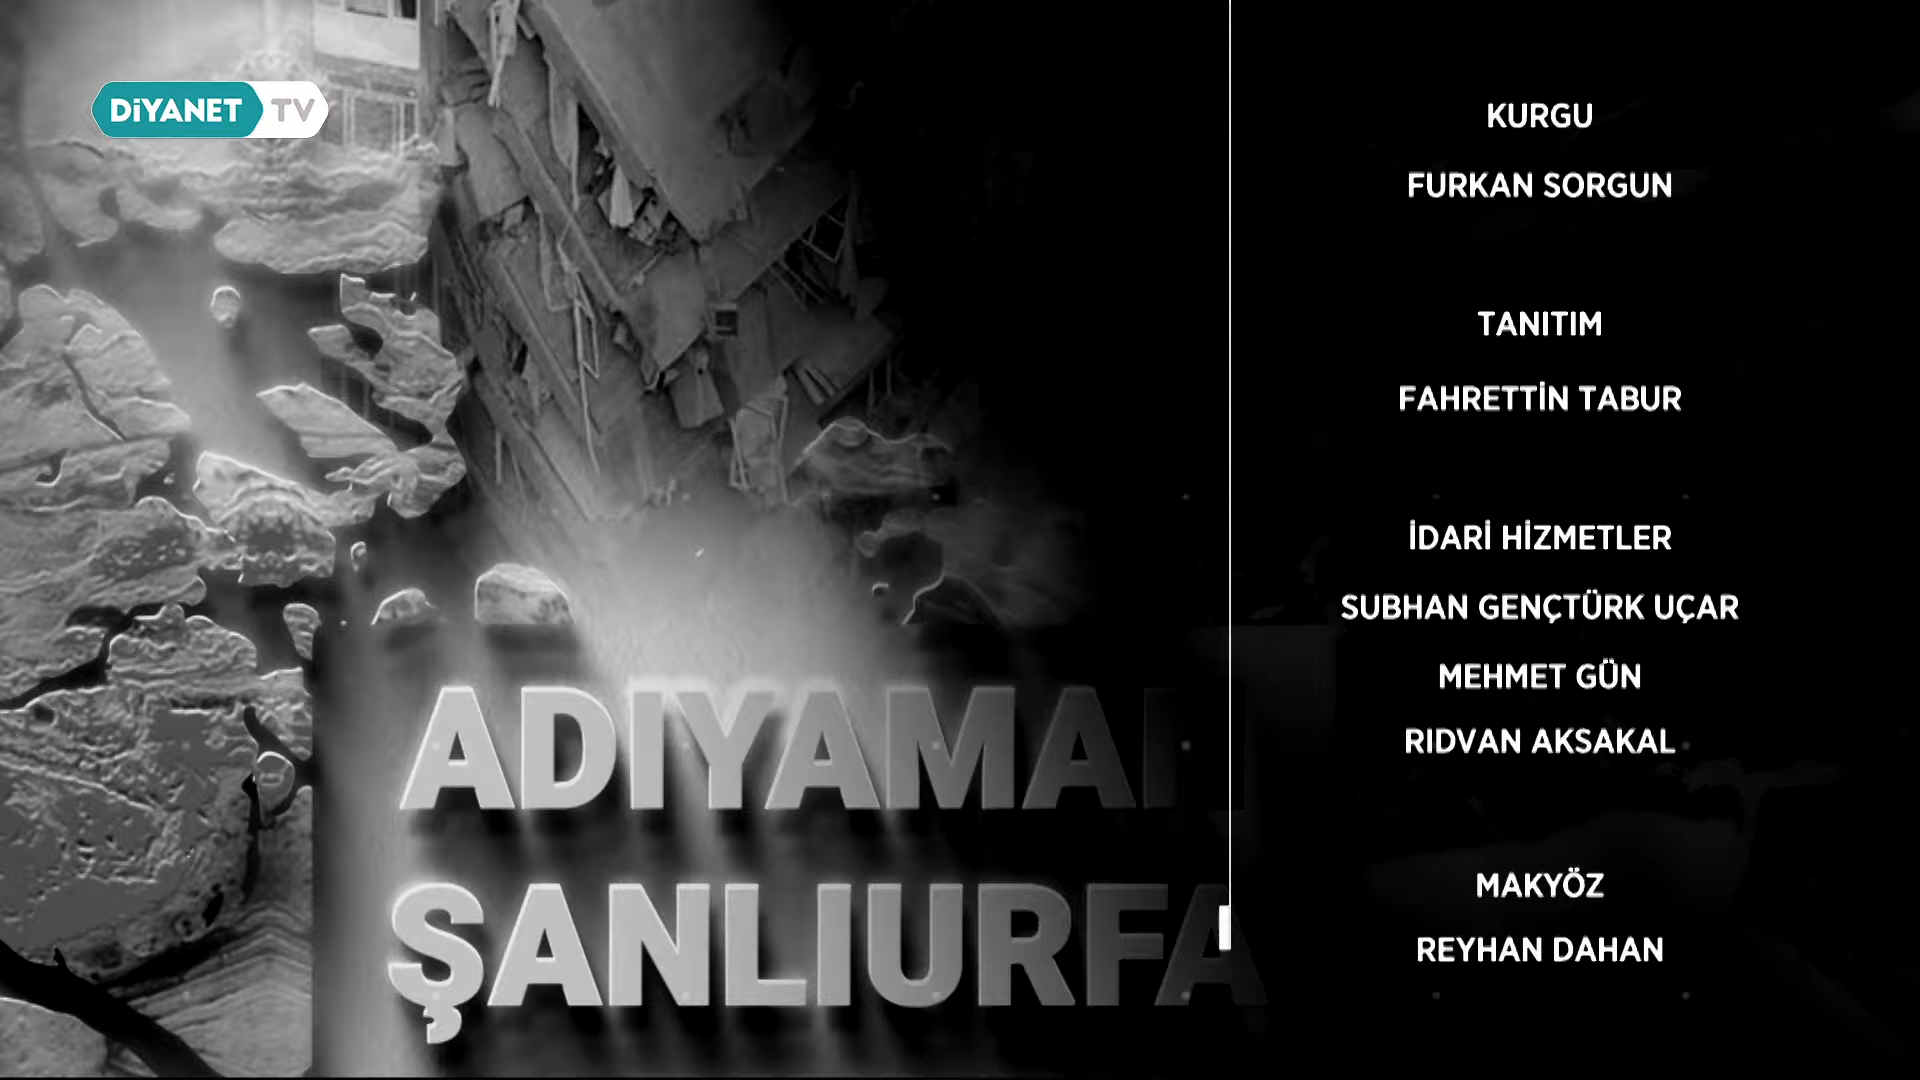 DİYANET TV
ADIYAMAN
ŞANLIURFA
KURGU
FURKAN SORGUN
TANITIM
FAHRETTİN TABUR
İDARİ HİZMETLER
SUBHAN GENÇTÜRK UÇAR
MEHMET GÜN
RIDVAN AKSAKAL
MAKYÖZ
REYHAN DAHAN